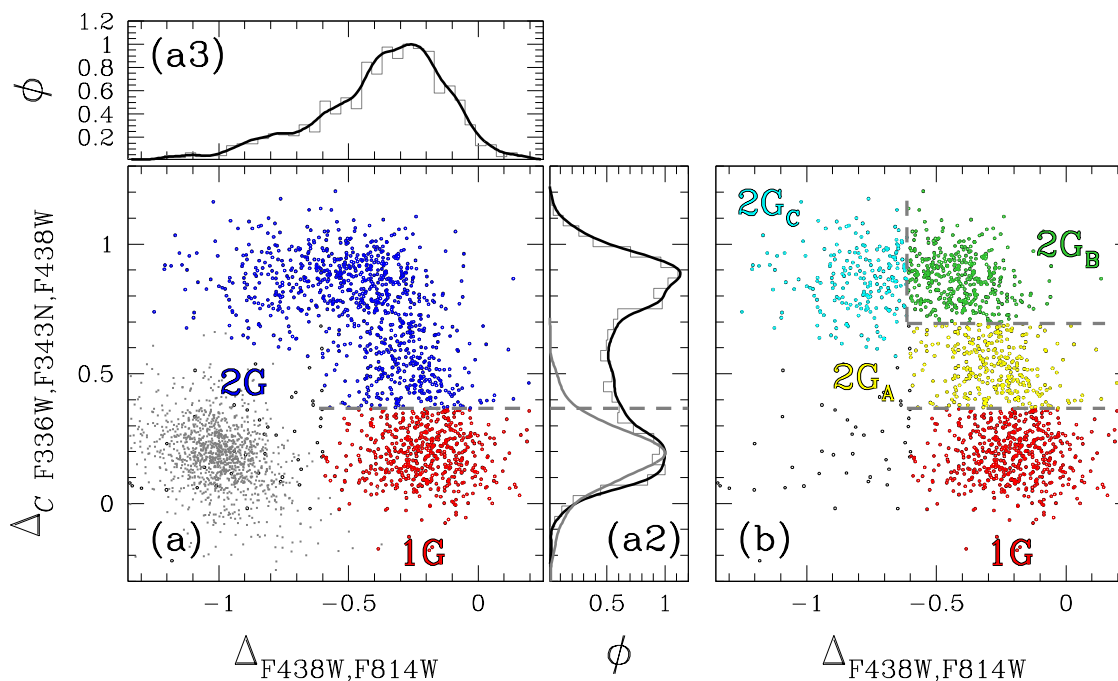 1.2
1
0.8
0.6
0.4
0.2
ϕ
(a3)
1
0.5
0
Δ_C F336W,F343N,F438W
2G
1G
(a)
−1 −0.5 0
Δ_F438W,F814W
(a2)
0.5 1
ϕ
2G_C
2G_B
2G_A
1G
(b)
−1 −0.5 0
Δ_F438W,F814W